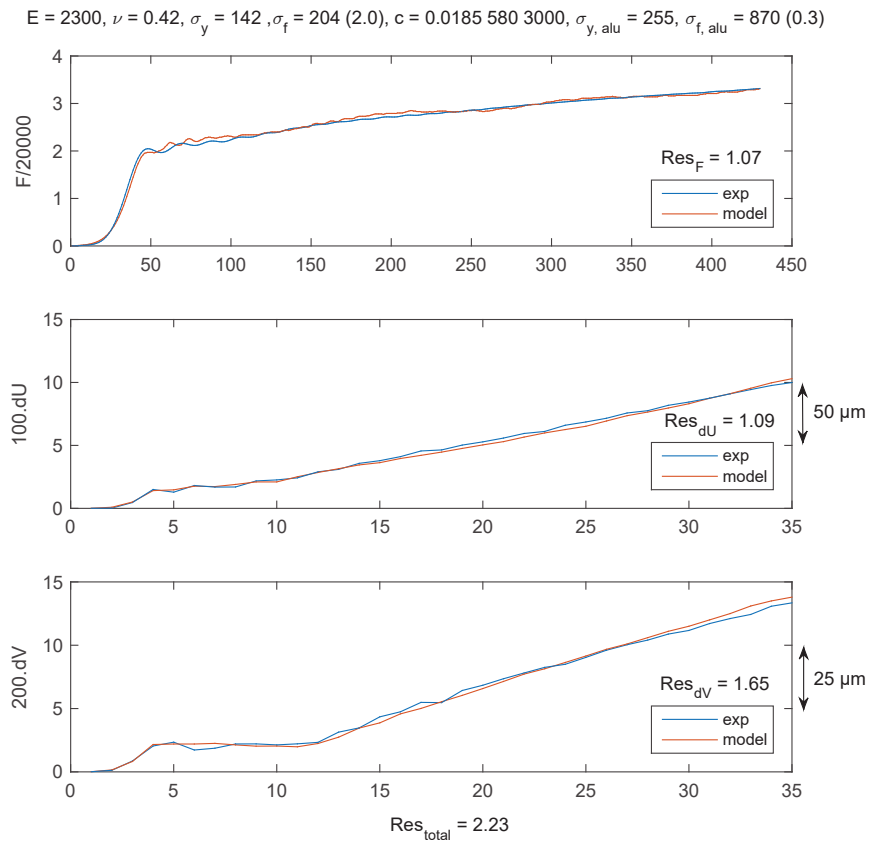 E = 2300, ν = 0.42, σ_y = 142 ,σ_f = 204 (2.0), c = 0.0185 580 3000, σ_y, alu = 255, σ_f, alu = 870 (0.3)
4
3
2
1
0
F/20000
Res_F = 1.07
exp
model
0 50 100 150 200 250 300 350 400 450
15
10
5
0
100.dU
50 µm
Res_dU = 1.09
exp
model
0 5 10 15 20 25 30 35
15
10
5
0
200.dV
25 µm
Res_dV = 1.65
exp
model
0 5 10 15 20 25 30 35
Res_total = 2.23